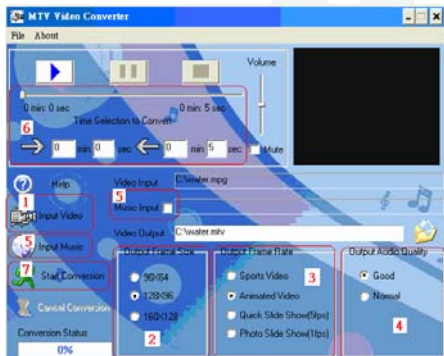 MTV Video Converter
File About
Volume
0 min: 0 sec
0 min: 5 sec
Time Selection to Convert
6
0 min 0 sec 0 min 5 sec Mute
Help
Video Input C:\water.mpg
1
Input Video
5
Music Input:
Video Output C:\water.mtv
5
Input Music
7
Start Conversion
Cancel Conversion
Conversion Status
0%
Output Frame Size
96X64
128X96
160X128
2
Output Frame Rate
Sports Video
3
Animated Video
Quick Slide Show(5fps)
Photo Slide Show(1fps)
Output Audio Quality
Good
Normal
4